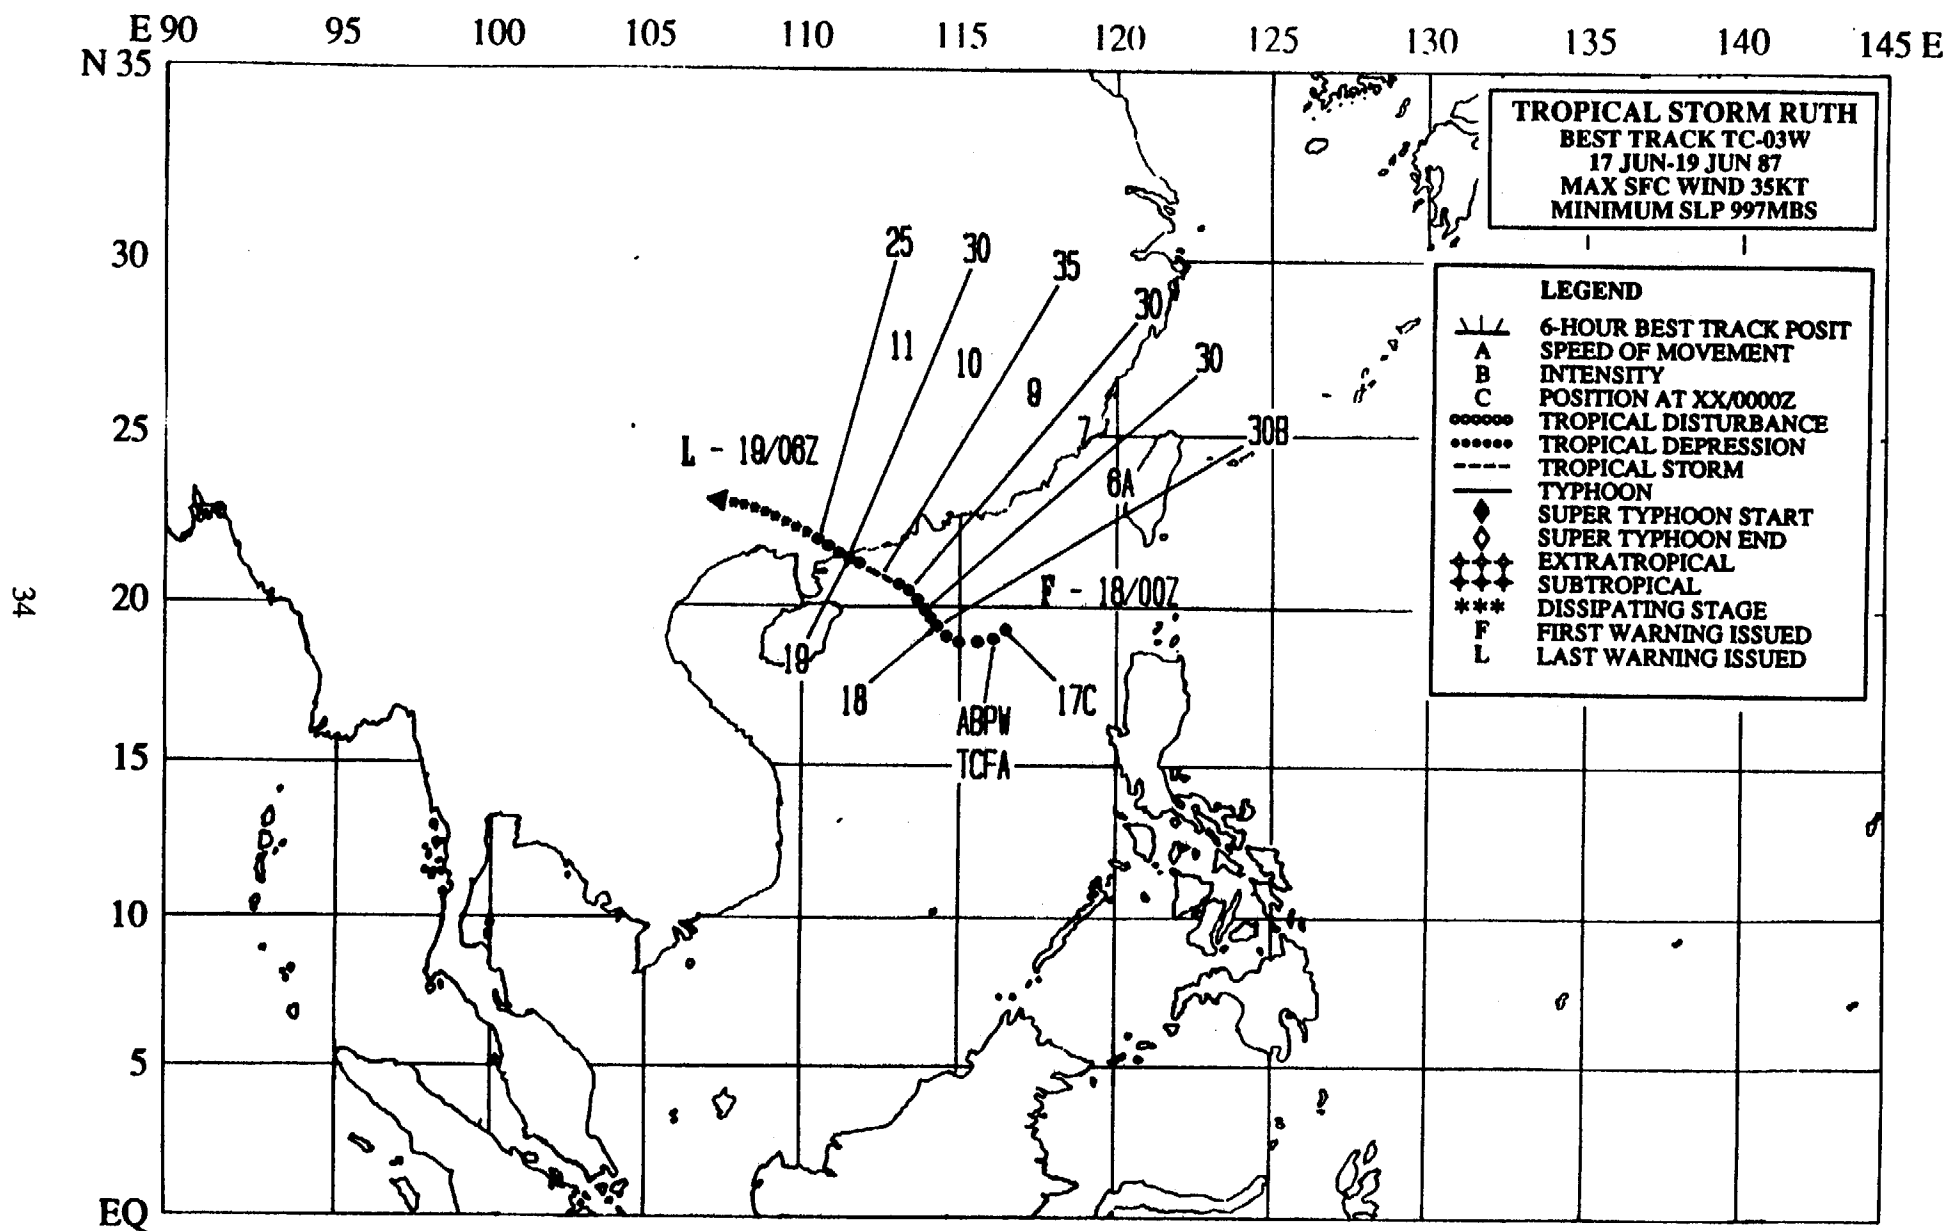 E 90 95 100 105 110 115 120 125 130 135 140 145 E
N 35
30
25
20
15
10
5
EQ
34
TROPICAL STORM RUTH
BEST TRACK TC-03W
17 JUN-19 JUN 87
MAX SFC WIND 35KT
MINIMUM SLP 997MBS
LEGEND
6-HOUR BEST TRACK POSIT
A SPEED OF MOVEMENT
B INTENSITY
C POSITION AT XX/0000Z
TROPICAL DISTURBANCE
TROPICAL DEPRESSION
TROPICAL STORM
TYPHOON
SUPER TYPHOON START
SUPER TYPHOON END
EXTRATROPICAL
SUBTROPICAL
*** DISSIPATING STAGE
F FIRST WARNING ISSUED
L LAST WARNING ISSUED
25
30
35
30
30
30B
11
10
9
7
6A
L - 19/06Z
F - 18/00Z
19
18
17C
ABPW
TCFA